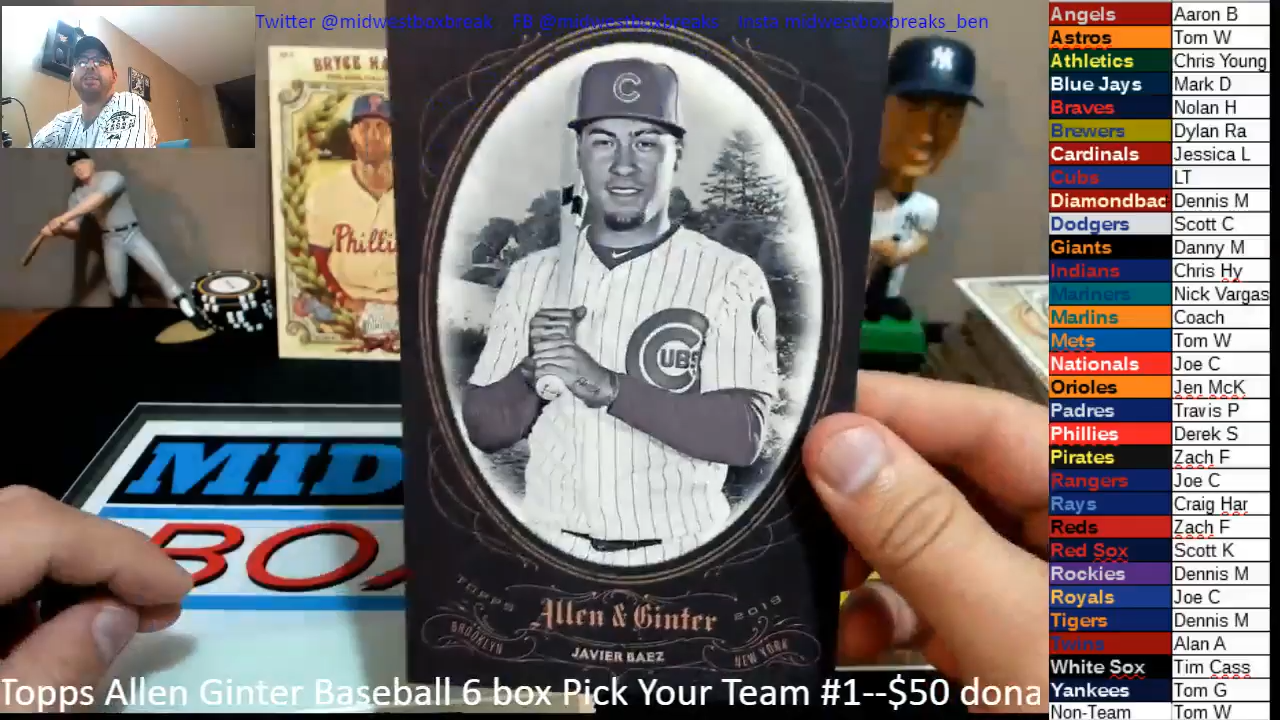 Twitter @midwestboxbreak FB @midwestboxbreaks Insta midwestboxbreaks_ben
BRYCE HA
Philli
C
CUBS
MID
BOX
TOPPS Allen & Ginter 2019
BROOKLYN JAVIER BAEZ NEW YORK
Topps Allen Ginter Baseball 6 box Pick Your Team #1--$50 dona
Angels Aaron B
Astros Tom W
Athletics Chris Young
Blue Jays Mark D
Braves Nolan H
Brewers Dylan Ra
Cardinals Jessica L
Cubs LT
Diamondbac Dennis M
Dodgers Scott C
Giants Danny M
Indians Chris Hy
Mariners Nick Vargas
Marlins Coach
Mets Tom W
Nationals Joe C
Orioles Jen McK
Padres Travis P
Phillies Derek S
Pirates Zach F
Rangers Joe C
Rays Craig Har
Reds Zach F
Red Sox Scott K
Rockies Dennis M
Royals Joe C
Tigers Dennis M
Twins Alan A
White Sox Tim Cass
Yankees Tom G
Non-Team Tom W